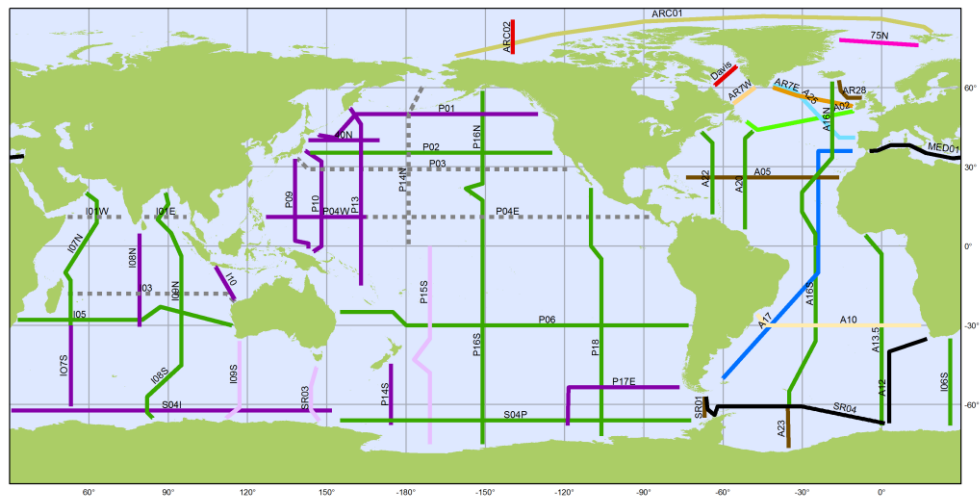 ARC01
ARC02
75N
Davis
AR7W
AR7E
A25
AR28
A02
A16N
60°
P01
P16N
40N
P02
MED01
P03
P14N
A22
A20
A05
30°
P09
P10
P13
I01W
I01E
P04W
P04E
I07N
I08N
I09N
I10
0°
I03
P15S
A16S
I05
P06
A17
A10
-30°
P16S
P18
A13.5
IO7S
I08S
I09S
SR03
P14S
P17E
A12
I06S
S04I
S04P
SR01
A23
SR04
-60°
60°
90°
120°
150°
-180°
-150°
-120°
-90°
-60°
-30°
0°